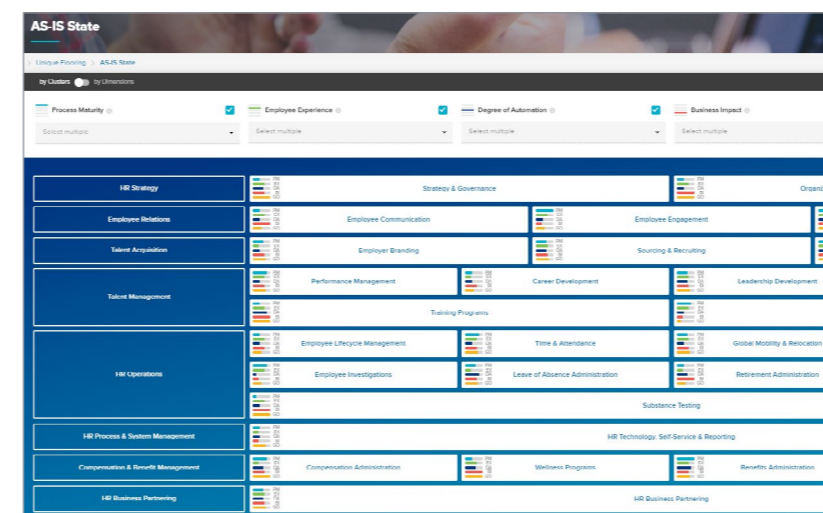 AS-IS State
Unique Flooring > AS-IS State
by Clusters by Dimensions
Process Maturity Employee Experience Degree of Automation Business Impact
Select multiple Select multiple Select multiple Select multiple
HR Strategy Strategy & Governance
Employee Relations Employee Communication Employee Engagement
Talent Acquisition Employer Branding Sourcing & Recruiting
Performance Management Career Development Leadership Development
Talent Management
Training Programs
Employee Lifecycle Management Time & Attendance Global Mobility & Relocation
HR Operations Employee Investigations Leave of Absence Administration Retirement Administration
Substance Testing
HR Process & System Management HR Technology, Self-Service & Reporting
Compensation & Benefit Management Compensation Administration Wellness Programs Benefits Administration
HR Business Partnering HR Business Partnering